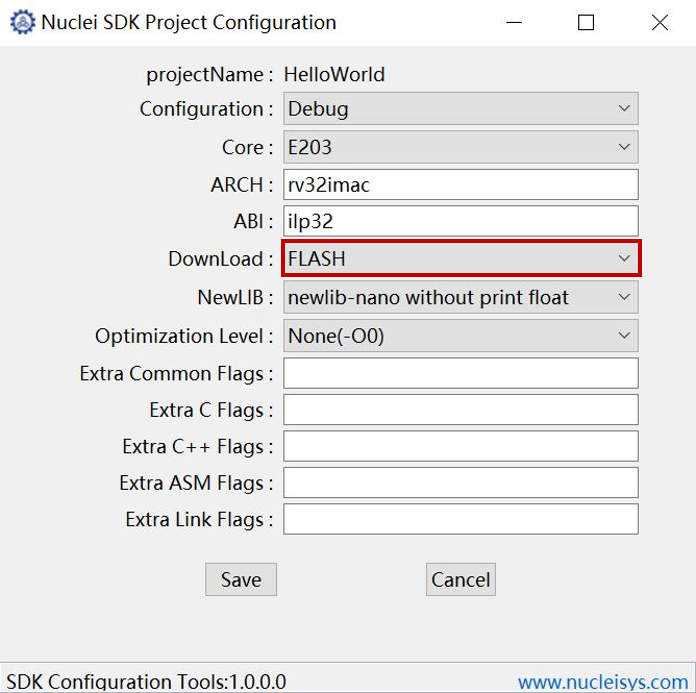 Nuclei SDK Project Configuration
projectName : HelloWorld
Configuration : Debug
Core : E203
ARCH : rv32imac
ABI : ilp32
DownLoad : FLASH
NewLIB : newlib-nano without print float
Optimization Level : None(-O0)
Extra Common Flags :
Extra C Flags :
Extra C++ Flags :
Extra ASM Flags :
Extra Link Flags :
Save Cancel
SDK Configuration Tools:1.0.0.0 www.nucleisys.com